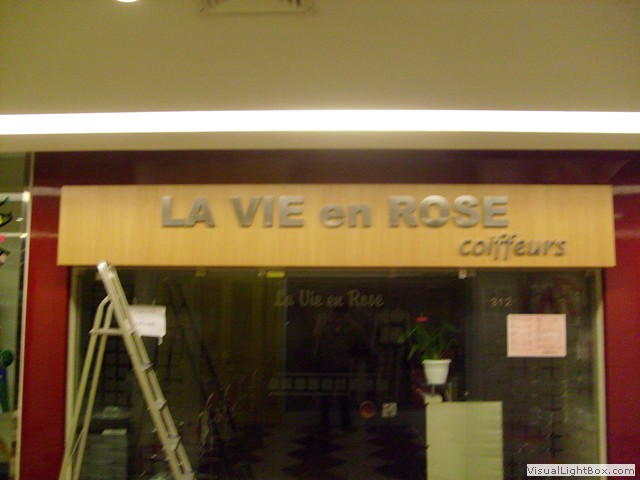 LA VIE en ROSE
coiffeurs
La Vie en Rose
312
VisualLightBox.com